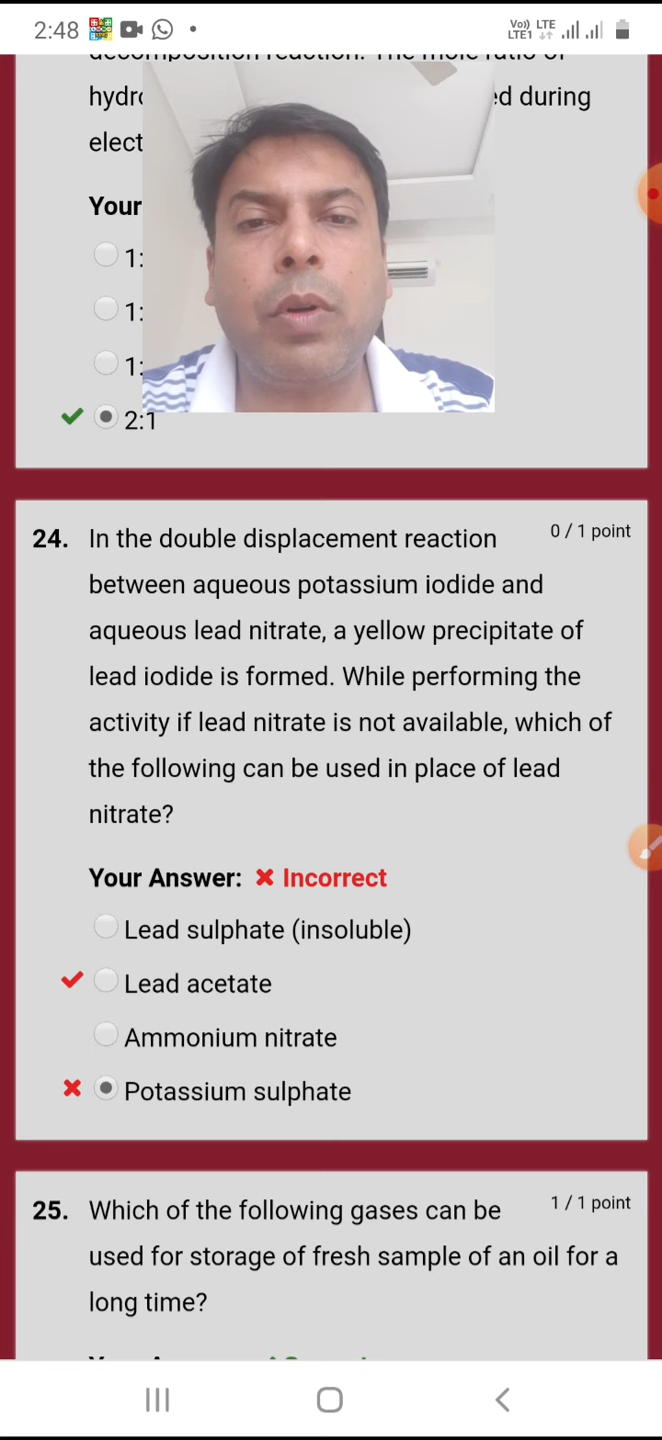 2:48
Vo)) LTE
LTE1
hydr
ed during
elect
Your
1:
1:
1:
2:1
24. In the double displacement reaction 0 / 1 point
between aqueous potassium iodide and
aqueous lead nitrate, a yellow precipitate of
lead iodide is formed. While performing the
activity if lead nitrate is not available, which of
the following can be used in place of lead
nitrate?
Your Answer: Incorrect
Lead sulphate (insoluble)
Lead acetate
Ammonium nitrate
Potassium sulphate
25. Which of the following gases can be 1 / 1 point
used for storage of fresh sample of an oil for a
long time?